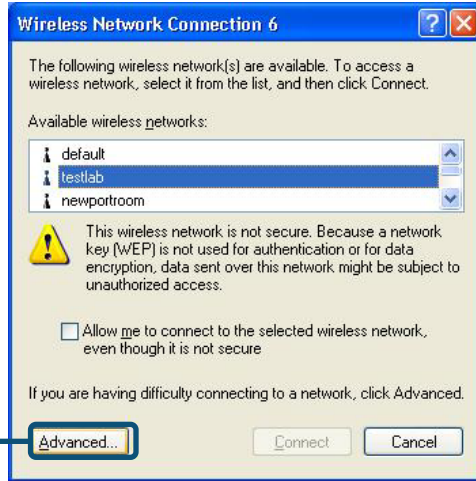 Wireless Network Connection 6
The following wireless network(s) are available. To access a
wireless network, select it from the list, and then click Connect.
Available wireless networks:
default
testlab
newportroom
This wireless network is not secure. Because a network
key (WEP) is not used for authentication or for data
encryption, data sent over this network might be subject to
unauthorized access.
Allow me to connect to the selected wireless network,
even though it is not secure
If you are having difficulty connecting to a network, click Advanced.
Advanced... Connect Cancel